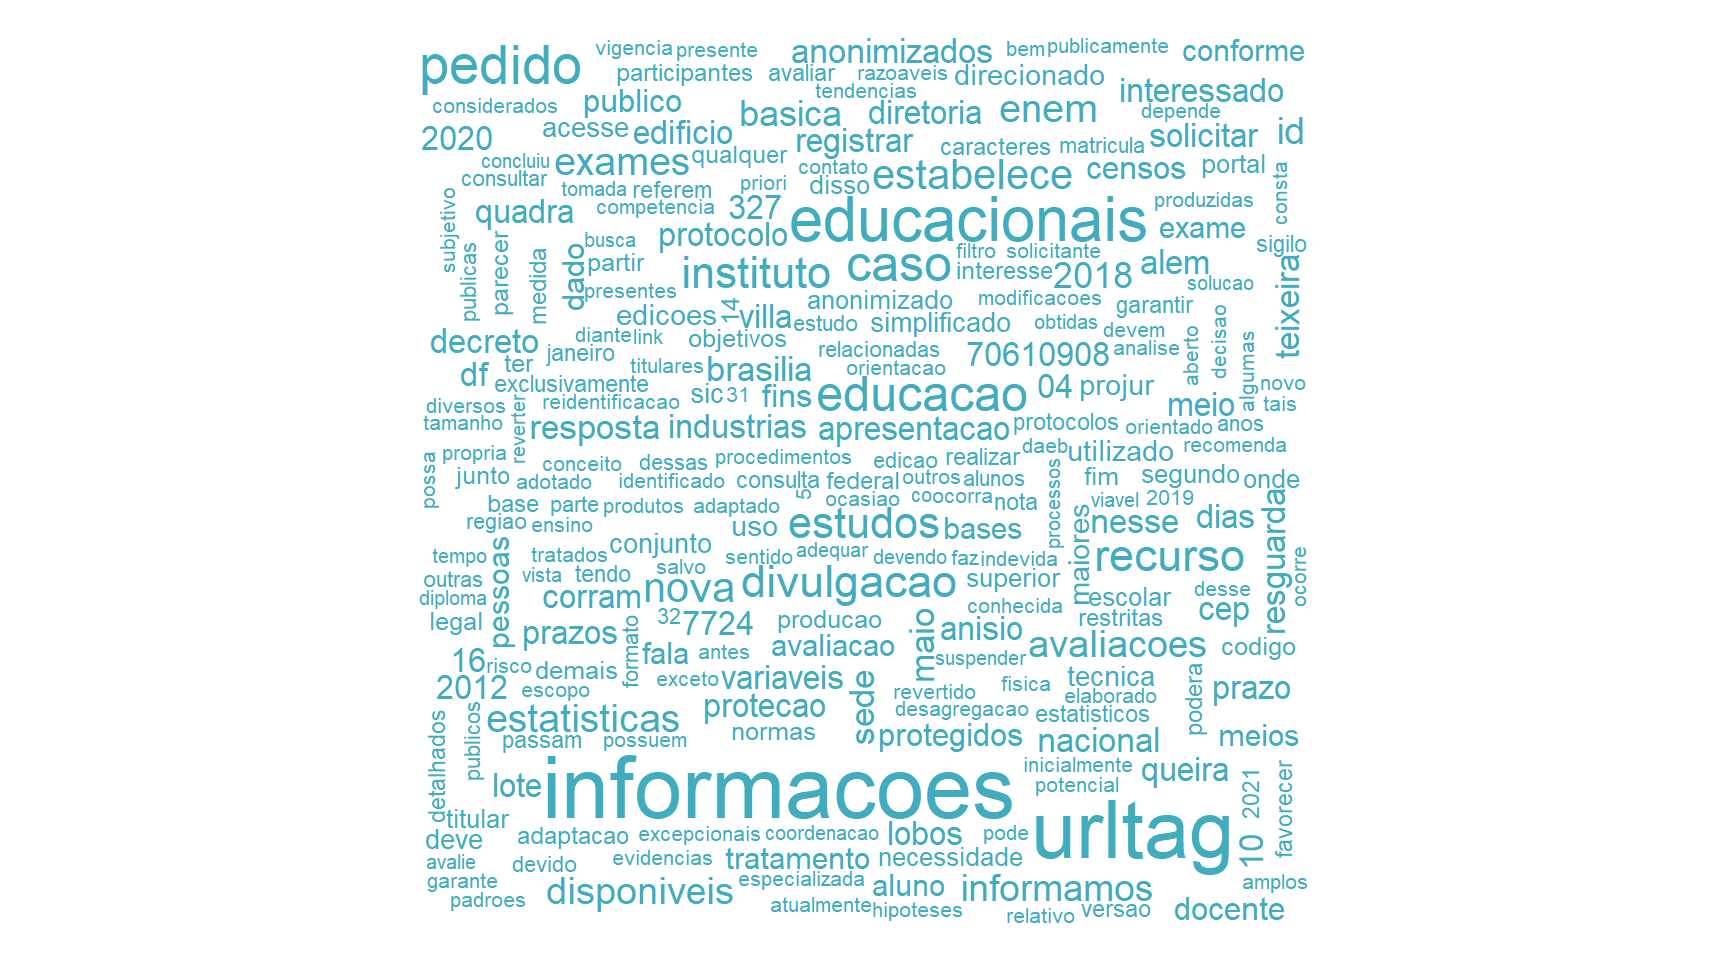 pedido vigencia presente anonimizados bem publicamente conforme
participantes avaliar razoaveis direcionado
tendencias interessado
considerados publico basica diretoria enem depende
2020 acesse edificio registrar caracteres matricula solicitar id
concluiu exames qualquer contato estabelece censos portal
consultar tomada referem priori disso consta
subjetivo quadra competencia 327 educacionais produzidas
publicas parecer medida dado busca protocolo filtro solicitante exame sigilo
partir instituto caso interesse 2018 alem teixeira
presentes anonimizado modificacoes garantir solucao
edicoes 14 villa estudo simplificado obtidas devem
decreto diante link objetivos relacionadas 70610908 analise aberto decisao algumas
df ter janeiro titulares brasilia orientacao
exclusivamente sic 31 fins educacao 04 projur meio novo
diversos reverter reidentificacao tais
tamanho resposta industrias apresentacao protocolos orientado anos
possa propria conceito dessas procedimentos edicao realizar daeb utilizado recomenda
junto adotado identificado consulta federal outros alunos processos fim segundo onde
base parte produtos adaptado 5 ocasiao coocorra nota viavel 2019
regiao ensino uso estudos bases maiores nesse dias resguarda
tempo pessoas tratados conjunto sentido adequar devendo faz indevida recurso ocorre
outras vista tendo salvo divulgacao superior
diploma corram nova conhecida escolar desse
legal prazos formato 32 7724 producao maio anisio restritas cep
16 risco demais fala antes avaliacao suspender avaliacoes codigo
2012 escopo exceto variaveis sede revertido fisica tecnica elaborado podera prazo
detalhados publicos estatisticas protecao desagregacao estatisticos
passam possuem normas protegidos nacional meios
lote informacoes inicialmente queira 2021 favorecer
potencial
titular urltag
deve adaptacao excepcionais coordenacao lobos pode 10
avalie devido evidencias tratamento necessidade
garante disponiveis especializada aluno informamos amplos
padroes atualmente hipoteses relativo versao docente